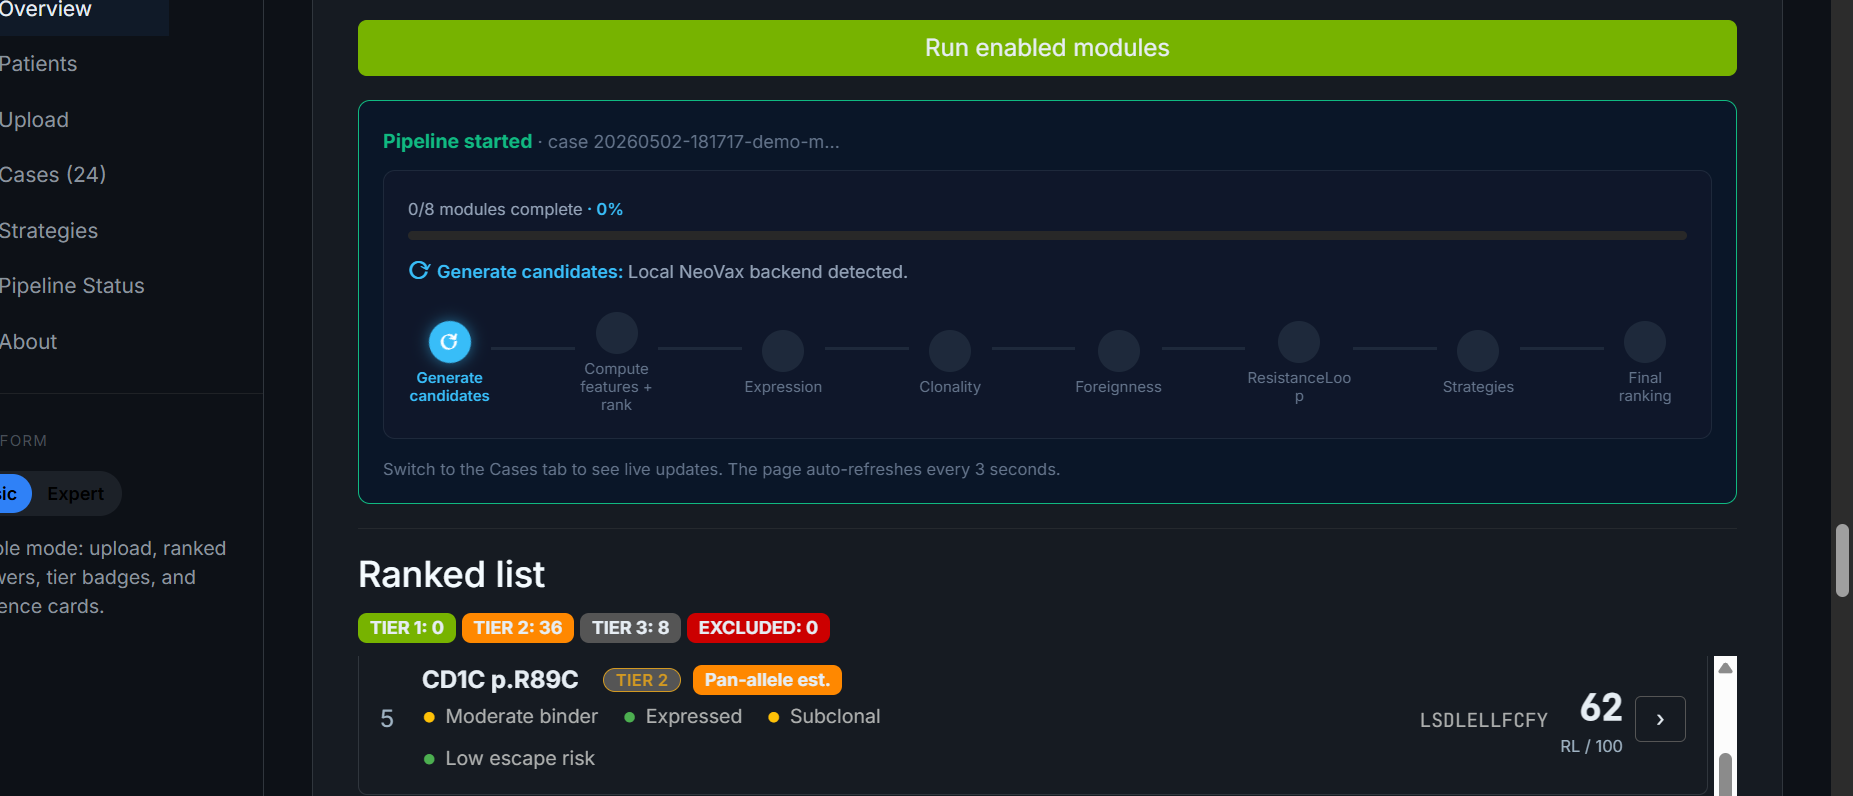 Overview
Patients
Upload
Cases (24)
Strategies
Pipeline Status
About
FORM
ic Expert
ole mode: upload, ranked
wers, tier badges, and
ence cards.
Run enabled modules
Pipeline started · case 20260502-181717-demo-m...
0/8 modules complete · 0%
Generate candidates: Local NeoVax backend detected.
Generate
candidates
Compute
features +
rank
Expression
Clonality
Foreignness
ResistanceLoo
p
Strategies
Final
ranking
Switch to the Cases tab to see live updates. The page auto-refreshes every 3 seconds.
Ranked list
TIER 1: 0 TIER 2: 36 TIER 3: 8 EXCLUDED: 0
5
CD1C p.R89C TIER 2 Pan-allele est.
Moderate binder Expressed Subclonal
Low escape risk
LSDLELLFCFY
62
RL / 100